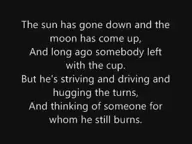 The sun has gone down and the
moon has come up,
And long ago somebody left
with the cup.
But he's striving and driving and
hugging the turns,
And thinking of someone for
whom he still burns.